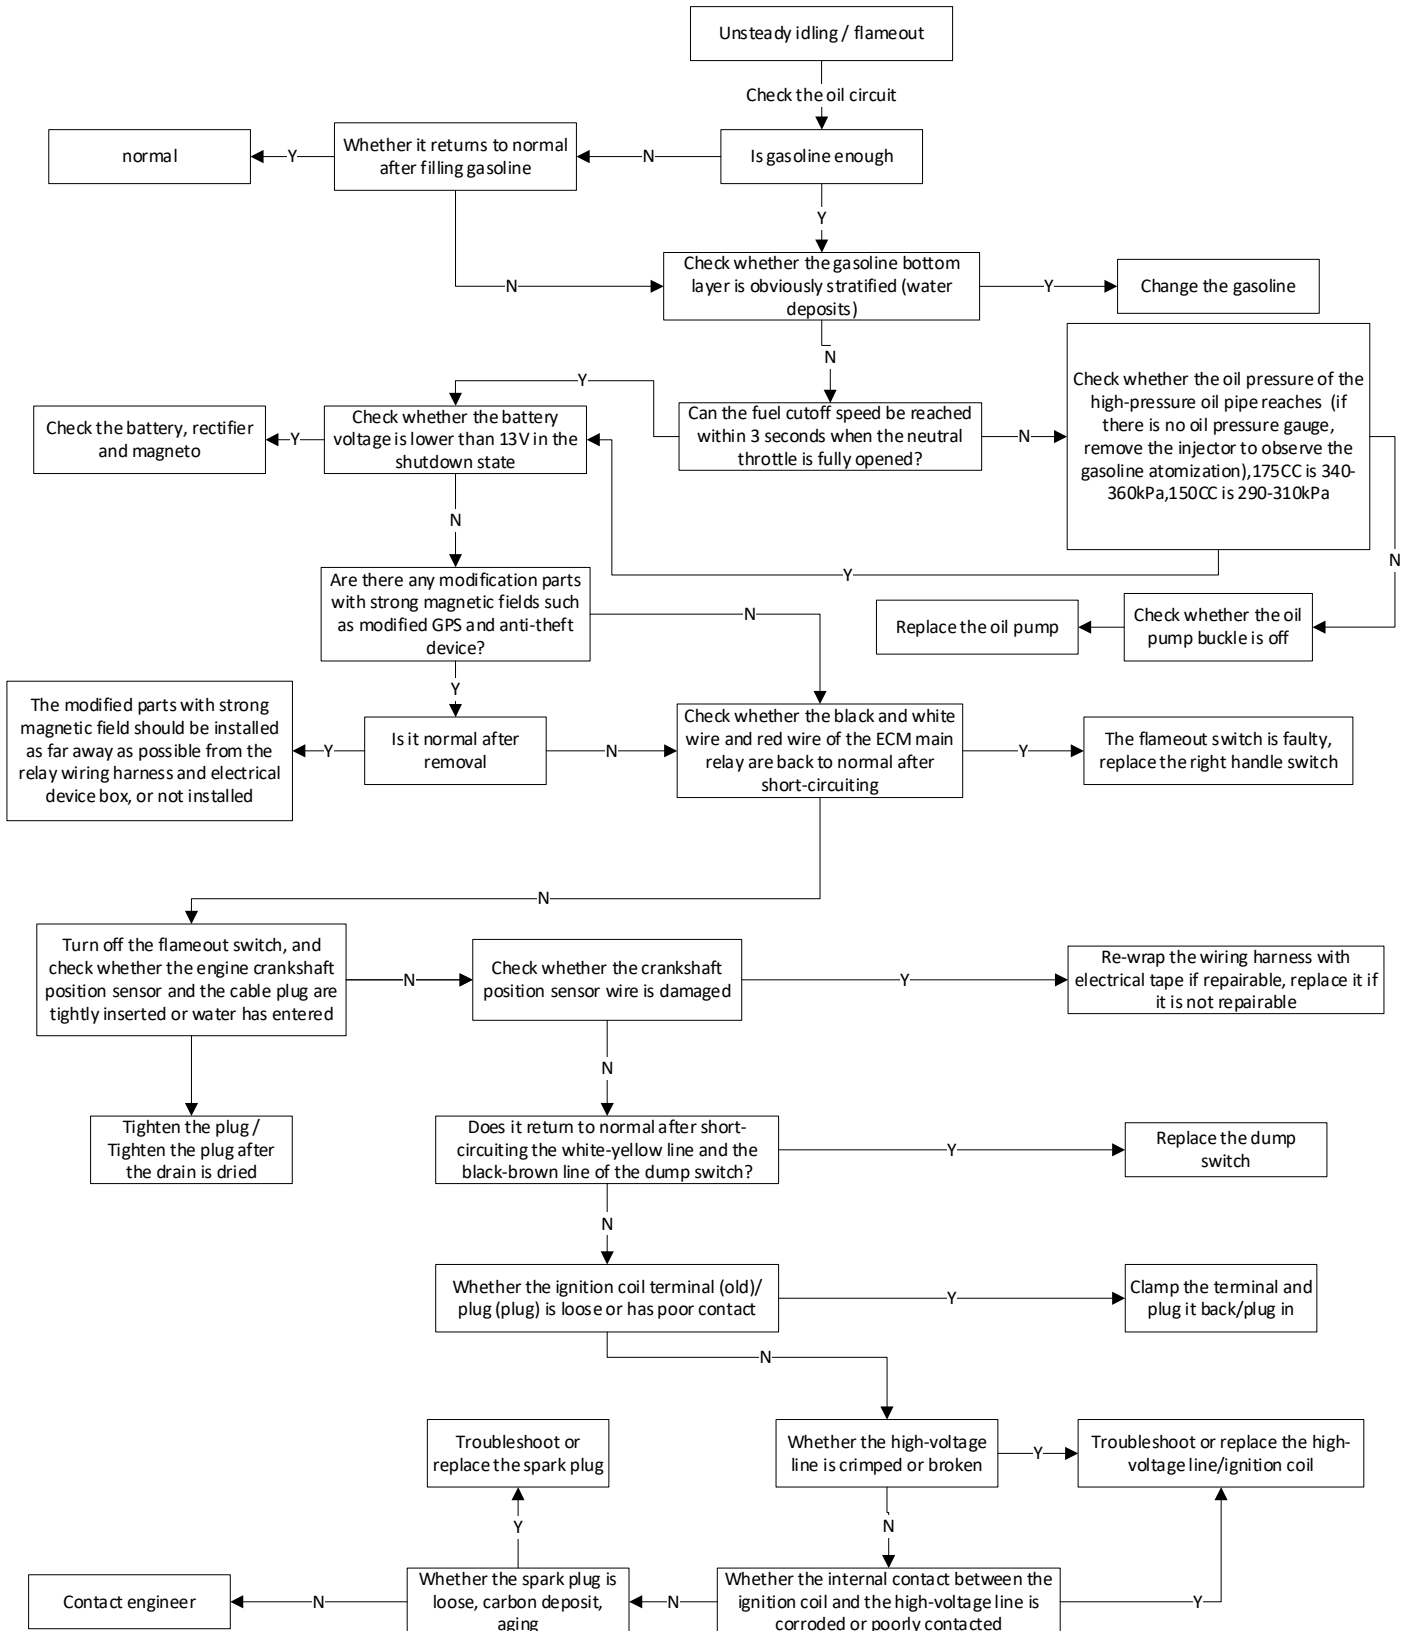 Unsteady idling / flameout
Check the oil circuit
normal
Y
Whether it returns to normal
after filling gasoline
N
Is gasoline enough
Y
N
Check whether the gasoline bottom
layer is obviously stratified (water
deposits)
Y
Change the gasoline
N
Y
Check the battery, rectifier
and magneto
Y
Check whether the battery
voltage is lower than 13V in the
shutdown state
Can the fuel cutoff speed be reached
within 3 seconds when the neutral
throttle is fully opened?
N
Check whether the oil pressure of the
high-pressure oil pipe reaches (if
there is no oil pressure gauge,
remove the injector to observe the
gasoline atomization),175CC is 340-
360kPa,150CC is 290-310kPa
N
N
Y
Are there any modification parts
with strong magnetic fields such
as modified GPS and anti-theft
device?
N
Replace the oil pump
Check whether the oil
pump buckle is off
Y
The modified parts with strong
magnetic field should be installed
as far away as possible from the
relay wiring harness and electrical
device box, or not installed
Y
Is it normal after
removal
N
Check whether the black and white
wire and red wire of the ECM main
relay are back to normal after
short-circuiting
Y
The flameout switch is faulty,
replace the right handle switch
N
Turn off the flameout switch, and
check whether the engine crankshaft
position sensor and the cable plug are
tightly inserted or water has entered
N
Check whether the crankshaft
position sensor wire is damaged
Y
Re-wrap the wiring harness with
electrical tape if repairable, replace it if
it is not repairable
N
Tighten the plug /
Tighten the plug after
the drain is dried
Does it return to normal after short-
circuiting the white-yellow line and the
black-brown line of the dump switch?
Y
Replace the dump
switch
N
Whether the ignition coil terminal (old)/
plug (plug) is loose or has poor contact
Y
Clamp the terminal and
plug it back/plug in
N
Troubleshoot or
replace the spark plug
Whether the high-voltage
line is crimped or broken
Y
Troubleshoot or replace the high-
voltage line/ignition coil
Y
N
Contact engineer
N
Whether the spark plug is
loose, carbon deposit,
aging
N
Whether the internal contact between the
ignition coil and the high-voltage line is
corroded or poorly contacted
Y